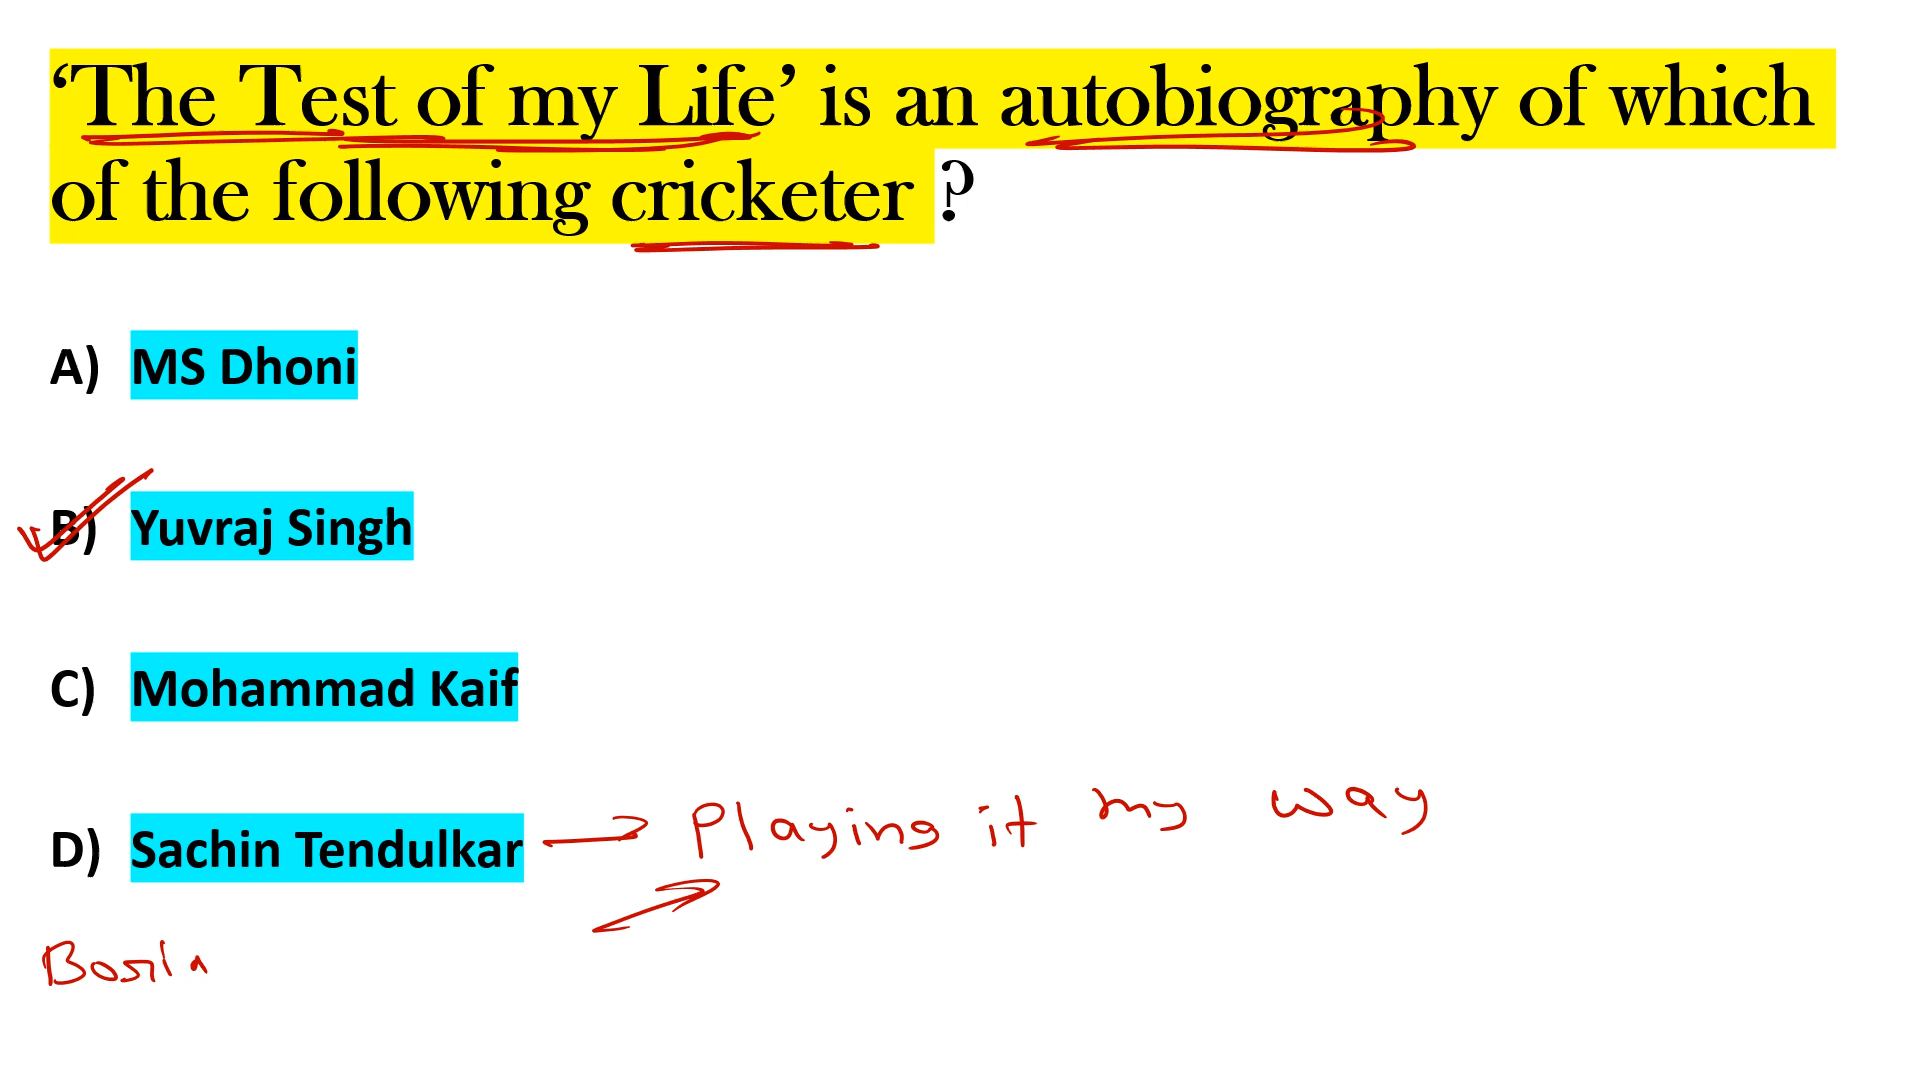 ‘The Test of my Life’ is an autobiography of which
of the following cricketer ?
A) MS Dhoni
B) Yuvraj Singh
C) Mohammad Kaif
D) Sachin Tendulkar → Playing it my way